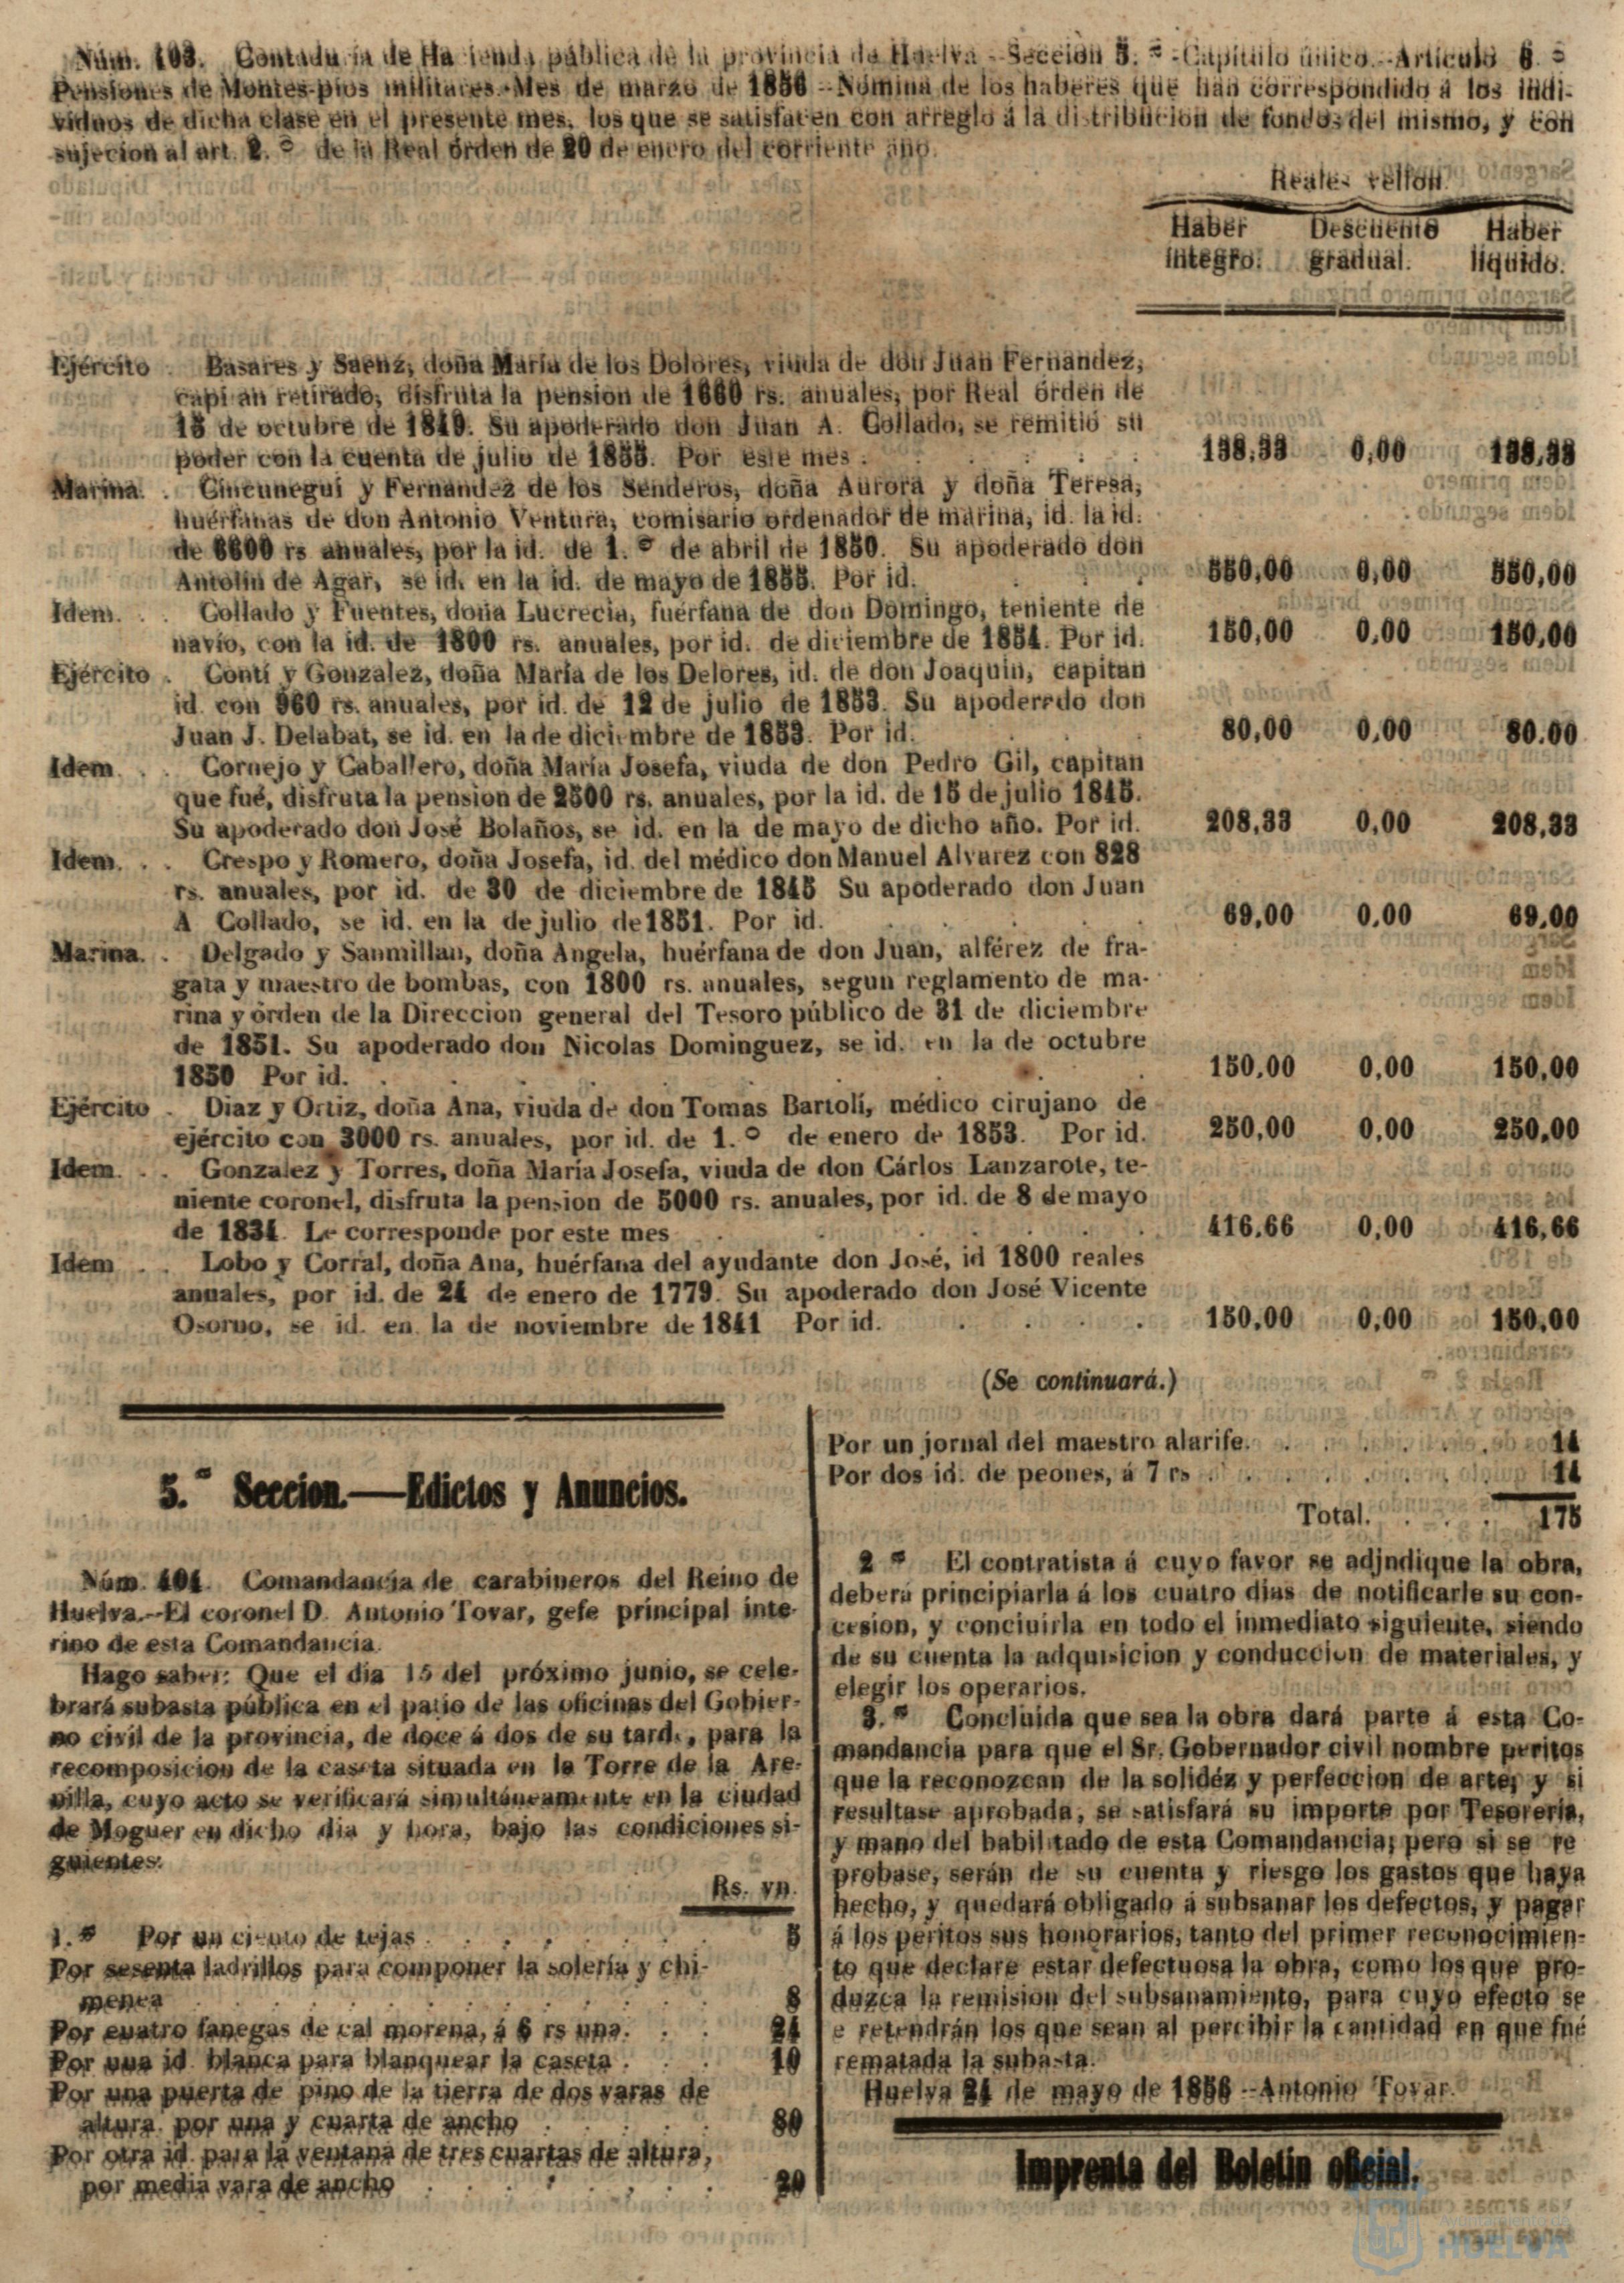 Núm. 103. Contaduría de Hacienda pública de la provincia de Huelva.--Seccion 5.ª-Capítulo único.--Artículo 6.º
Pensiones de Montes-pios militares.-Mes de marzo de 1856.--Nómina de los haberes que han correspondido á los indi-
viduos de dicha clase en el presente mes, los que se satisfacen con arreglo á la distribucion de fondos del mismo, y con
sujecion al art. 2.º de la Real órden de 20 de enero del corriente año.
Reales vellon.
Haber Descuento Haber
íntegro. gradual. líquido.
Ejército . Basares y Saenz, doña María de los Dolores, viuda de don Juan Fernandez,
capitan retirado, disfruta la pension de 1660 rs. anuales, por Real órden de
15 de octubre de 1849. Su apoderado don Juan A. Collado, se remitió su
poder con la cuenta de julio de 1855. Por este mes . 138,33 0,00 138,33
Marina. . Cincunegui y Fernandez de los Senderos, doña Aurora y doña Teresa,
huérfanas de don Antonio Ventura, comisario ordenador de marina, id. la id.
de 6600 rs anuales, por la id. de 1.º de abril de 1850. Su apoderado don
Antolin de Agar, se id. en la id. de mayo de 1855. Por id. 550,00 0,00 550,00
Idem. . . Collado y Fuentes, doña Lucrecia, fuérfana de don Domingo, teniente de
navío, con la id. de 1800 rs. anuales, por id. de diciembre de 1854. Por id. 150,00 0,00 150,00
Ejército . Contí y Gonzalez, doña María de los Delores, id. de don Joaquin, capitan
id. con 960 rs. anuales, por id. de 12 de julio de 1853. Su apoderrdo don
Juan J. Delabat, se id. en la de diciembre de 1853. Por id. 80,00 0,00 80.00
Idem. . . Cornejo y Caballero, doña María Josefa, viuda de don Pedro Gil, capitan
que fué, disfruta la pension de 2500 rs. anuales, por la id. de 15 de julio 1845.
Su apoderado don José Bolaños, se id. en la de mayo de dicho año. Por id. 208,33 0,00 208,33
Idem. . . Crespo y Romero, doña Josefa, id. del médico don Manuel Alvarez con 828
rs. anuales, por id. de 30 de diciembre de 1845 Su apoderado don Juan
A Collado, se id. en la de julio de 1851. Por id. 69,00 0,00 69,00
Marina. . Delgado y Sanmillan, doña Angela, huérfana de don Juan, alférez de fra-
gata y maestro de bombas, con 1800 rs. anuales, segun reglamento de ma-
rina y órden de la Direccion general del Tesoro público de 31 de diciembre
de 1851. Su apoderado don Nicolas Dominguez, se id. en la de octubre
1850 Por id. . 150,00 0,00 150,00
Ejército . Diaz y Ortiz, doña Ana, viuda de don Tomas Bartolí, médico cirujano de
ejército con 3000 rs. anuales, por id. de 1.º de enero de 1853. Por id. 250,00 0,00 250,00
Idem. . . Gonzalez y Torres, doña María Josefa, viuda de don Cárlos Lanzarote, te-
niente coronel, disfruta la pension de 5000 rs. anuales, por id. de 8 de mayo
de 1834. Le corresponde por este mes . 416,66 0,00 416,66
Idem . . Lobo y Corral, doña Ana, huérfana del ayudante don José, id 1800 reales
anuales, por id. de 24 de enero de 1779. Su apoderado don José Vicente
Osorno, se id. en la de noviembre de 1841 Por id. . . . . 150,00 0,00 150,00
(Se continuará.)
5.ª Seccion.—Edictos y Anuncios.
Núm. 404. Comandancia de carabineros del Reino de
Huelva.--El coronel D. Antonio Tovar, gefe principal inte-
rino de esta Comandancia.
Hago saber: Que el dia 15 del próximo junio, se cele-
brará subasta pública en el patio de las oficinas del Gobier-
no civil de la provincia, de doce á dos de su tarde, para la
recomposicion de la caseta situada en la Torre de la Are-
nilla, cuyo acto se verificará simultáneamente en la ciudad
de Moguer en dicho dia y hora, bajo las condiciones si-
guientes.
Rs. vn.
1.ª Por un ciento de tejas . . . . . . 5
Por sesenta ladrillos para componer la solería y chi-
menea . . . . . . 8
Por cuatro fanegas de cal morena, á 6 rs una. . . 24
Por una id. blanca para blanquear la caseta . . . 10
Por una puerta de pino de la tierra de dos varas de
altura por una y cuarta de ancho . . . . . 80
Por otra id. para la ventana de tres cuartas de altura,
por media vara de ancho . . . . . . 20
Por un jornal del maestro alarife. . . . . . . 14
Por dos id. de peones, á 7 rs . . . . . . . . 14
Total. . . . 175
2.ª El contratista á cuyo favor se adjndique la obra,
deberá principiarla á los cuatro dias de notificarle su con-
cesion, y concluirla en todo el inmediato siguiente, siendo
de su cuenta la adquisicion y conduccion de materiales, y
elegir los operarios.
3.ª Concluida que sea la obra dará parte á esta Co-
mandancia para que el Sr. Gobernador civil nombre peritos
que la reconozcan de la solidéz y perfeccion de arte; y si
resultase aprobada, se satisfará su importe por Tesorería,
y mano del habilitado de esta Comandancia; pero si se re
probase, serán de su cuenta y riesgo los gastos que haya
hecho, y quedará obligado á subsanar los defectos, y pagar
á los peritos sus honorarios, tanto del primer reconocimien-
to que declare estar defectuosa la obra, como los que pro-
duzca la remision del subsanamiento, para cuyo efecto se
e retendrán los que sean al percibir la cantidad en que fué
rematada la subasta.
Huelva 24 de mayo de 1856.--Antonio Tovar.
Imprenta del Boletin oficial.
HUELVA